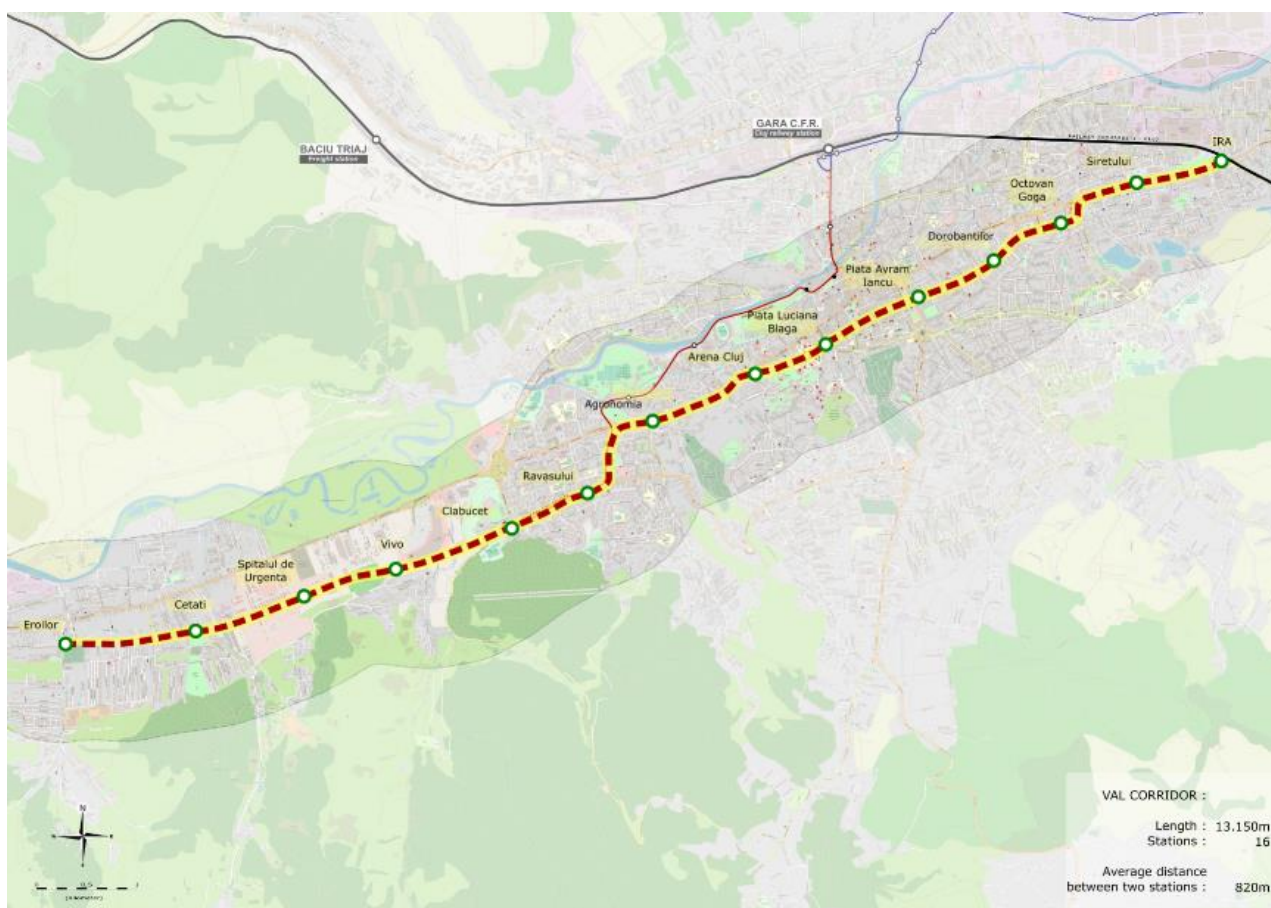 BACIU TRIAJ
Freight station
GARA C.F.R.
Cluj railway station
IRA
Siretului
Octovan
Goga
Dorobantilor
Piata Avram
Iancu
Piata Luciana
Blaga
Arena Cluj
Agronomia
Ravasului
Clabucet
Vivo
Spitalul de
Urgenta
Cetati
Eroilor
N
VAL CORRIDOR :
Length : 13.150m
Stations : 16
Average distance
between two stations : 820m